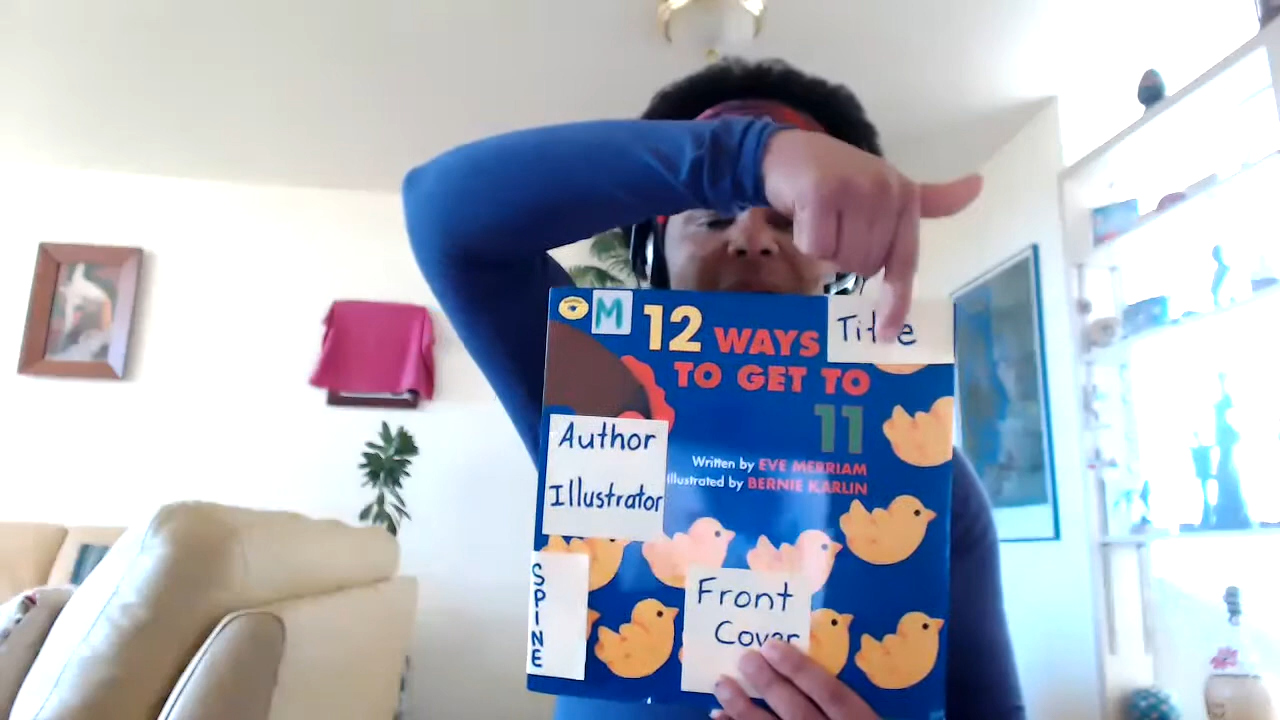 M
12 WAYS
TO GET TO
11
Title
Author
Illustrator
Written by EVE MERRIAM
Illustrated by BERNIE KARLIN
SPINE
Front
Cover